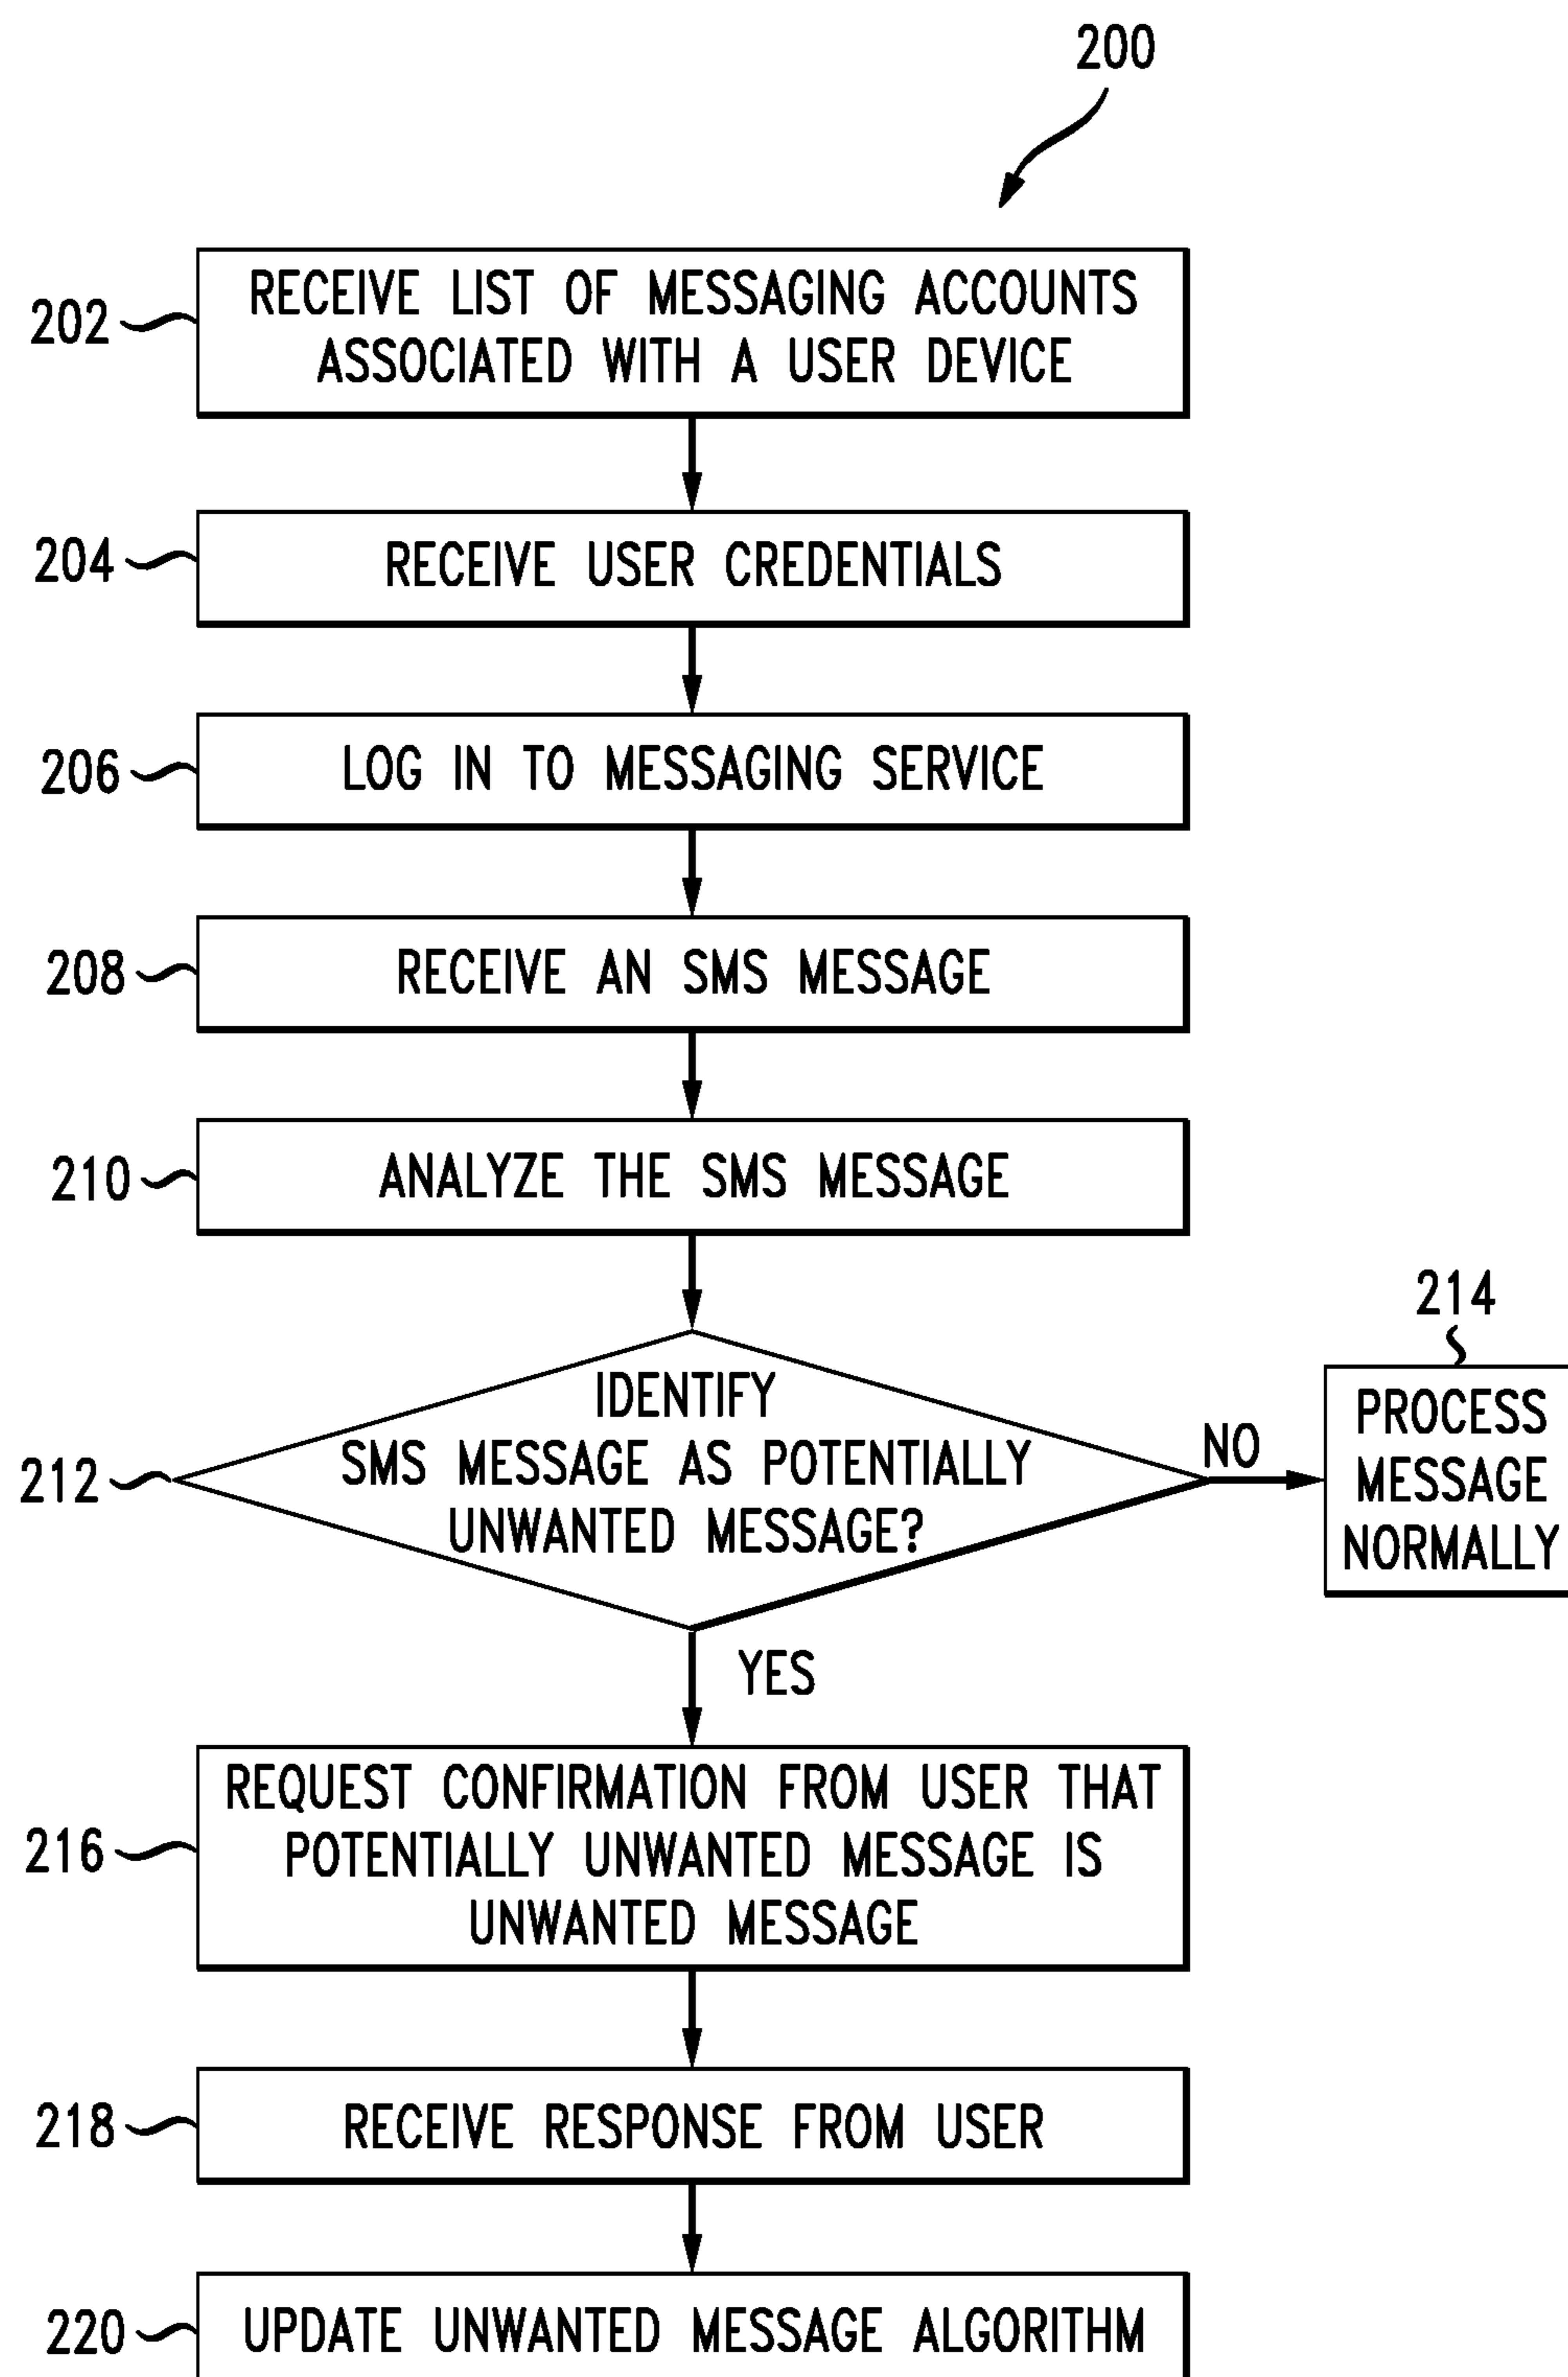 200
202
RECEIVE LIST OF MESSAGING ACCOUNTS
ASSOCIATED WITH A USER DEVICE
204
RECEIVE USER CREDENTIALS
206
LOG IN TO MESSAGING SERVICE
208
RECEIVE AN SMS MESSAGE
210
ANALYZE THE SMS MESSAGE
212
IDENTIFY
SMS MESSAGE AS POTENTIALLY
UNWANTED MESSAGE?
NO
214
PROCESS
MESSAGE
NORMALLY
YES
216
REQUEST CONFIRMATION FROM USER THAT
POTENTIALLY UNWANTED MESSAGE IS
UNWANTED MESSAGE
218
RECEIVE RESPONSE FROM USER
220
UPDATE UNWANTED MESSAGE ALGORITHM